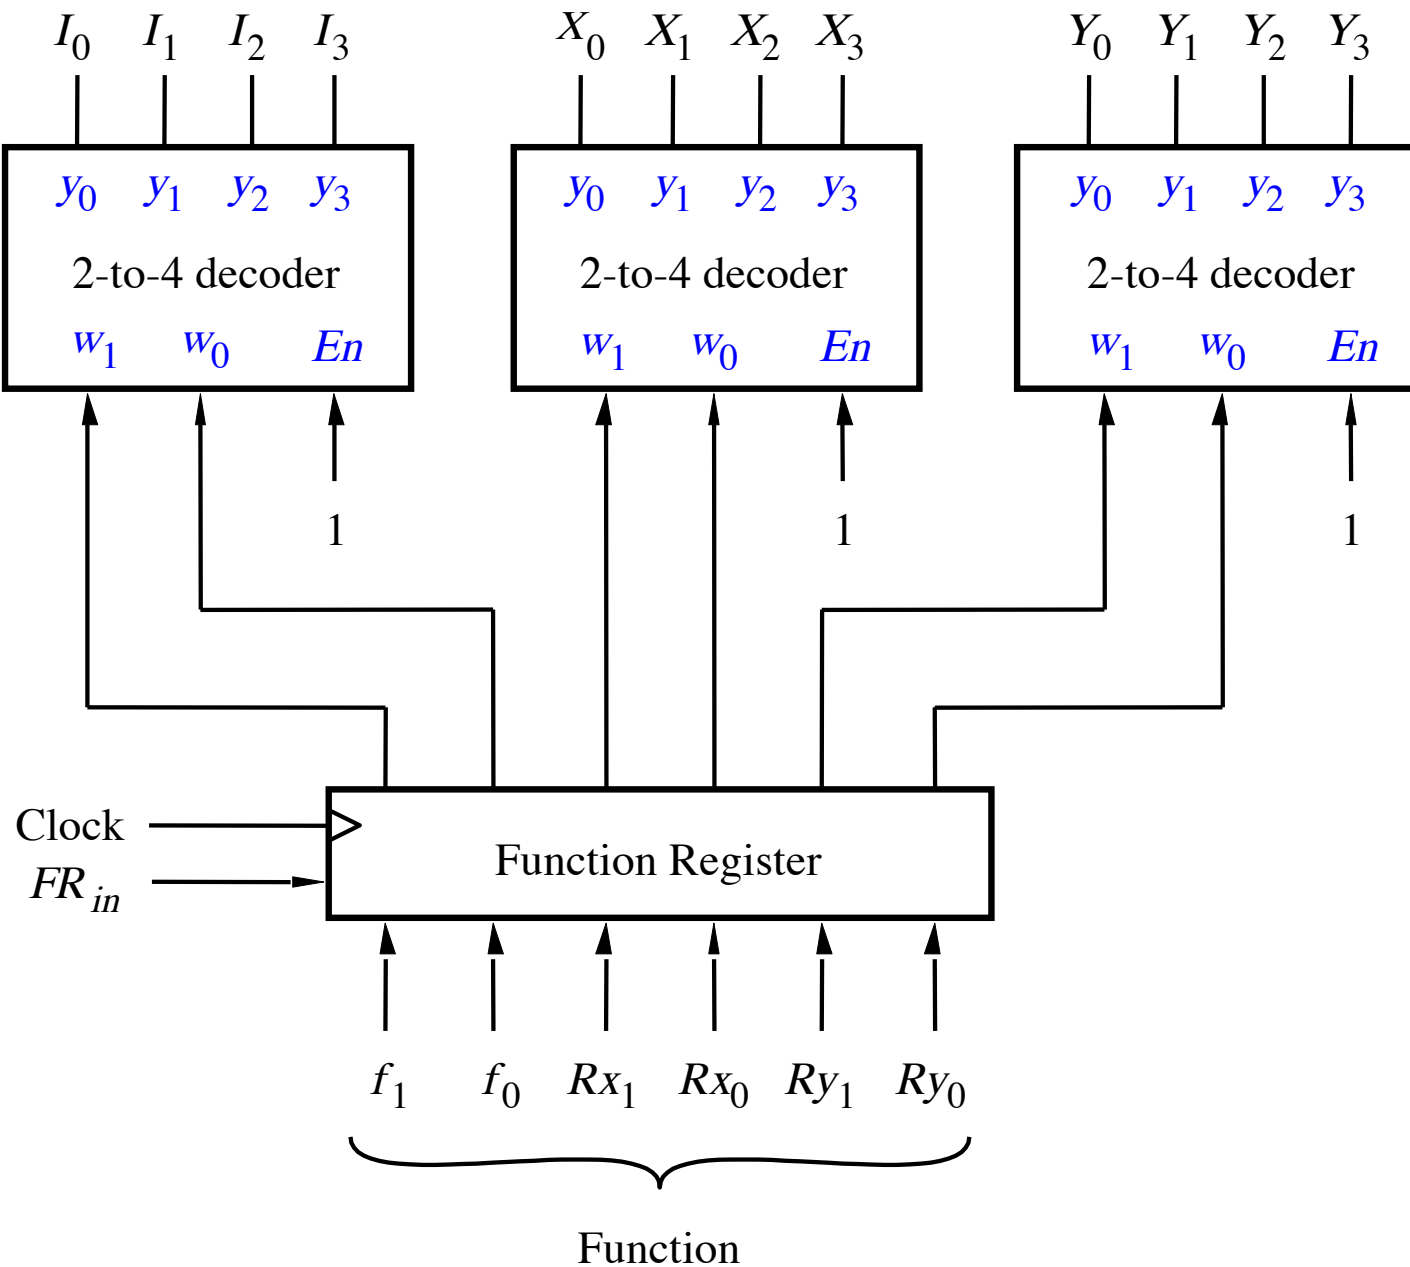 I0 I1 I2 I3 X0 X1 X2 X3 Y0 Y1 Y2 Y3
y0 y1 y2 y3 y0 y1 y2 y3 y0 y1 y2 y3
2-to-4 decoder 2-to-4 decoder 2-to-4 decoder
w1 w0 En w1 w0 En w1 w0 En
1 1 1
Clock
Function Register
FR in
f1 f0 Rx1 Rx0 Ry1 Ry0
Function